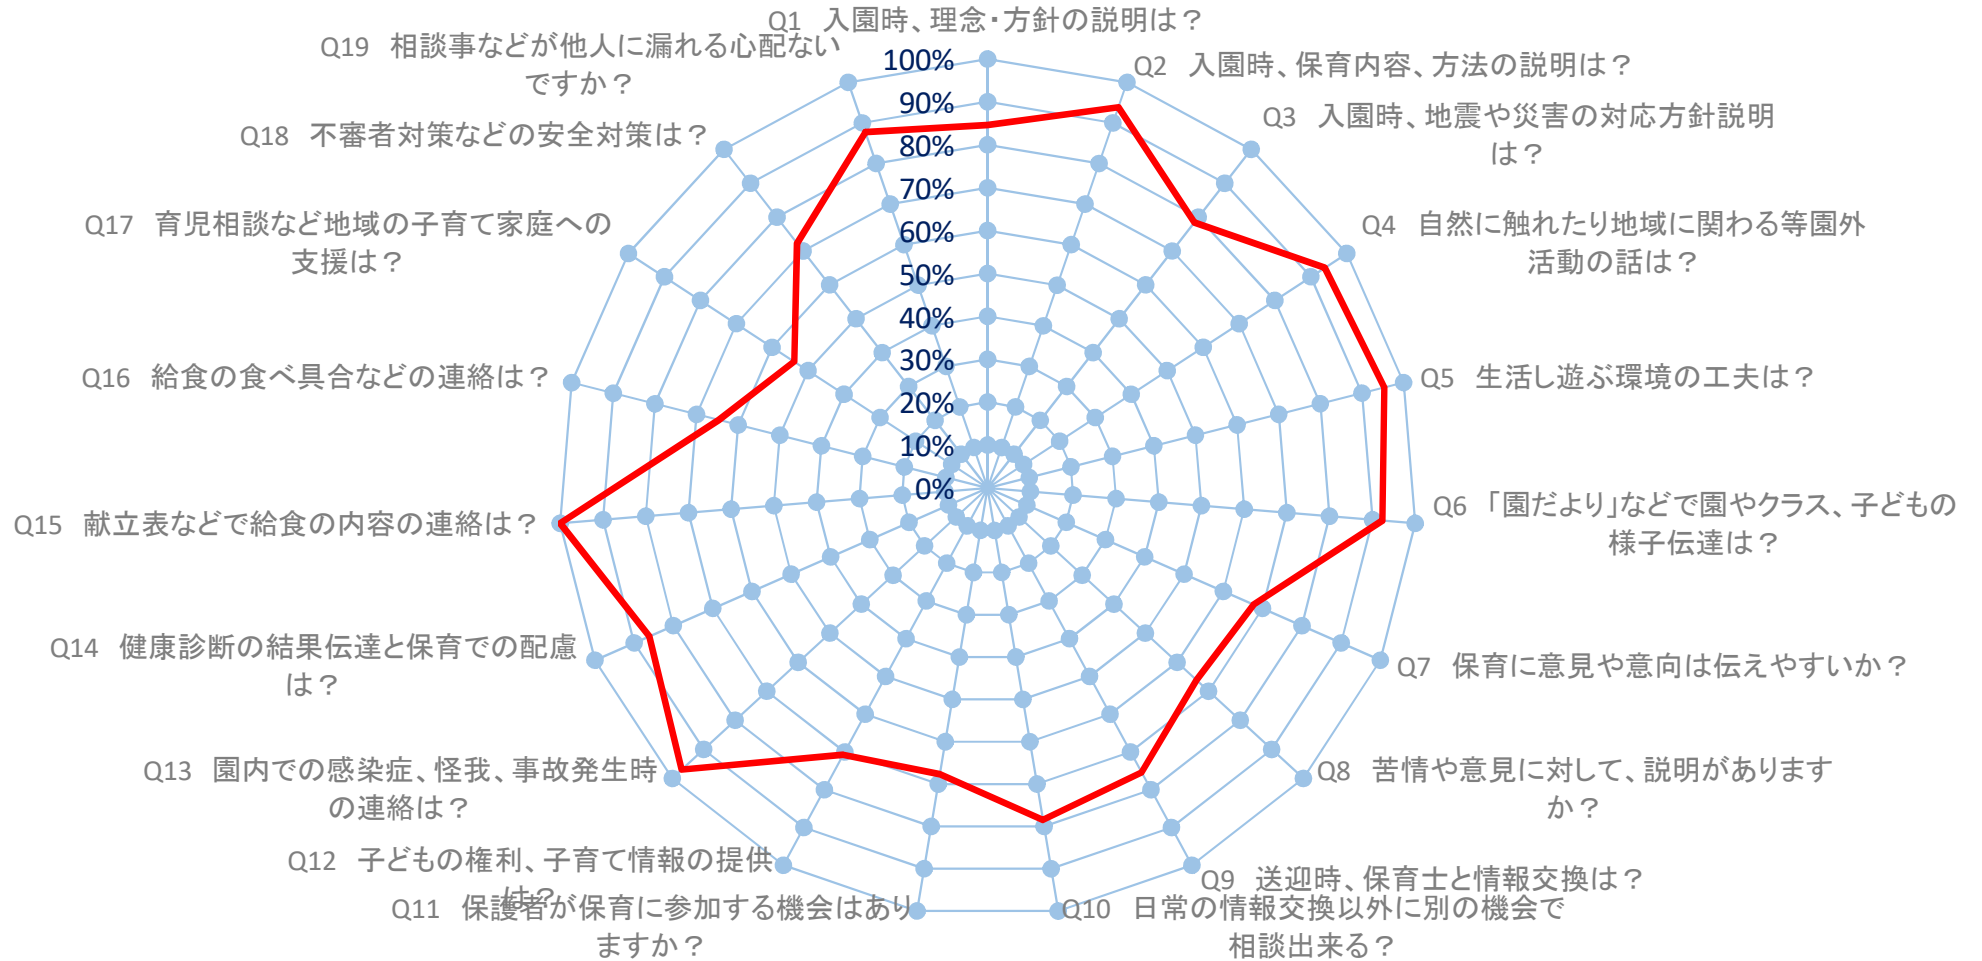 Q1 入園時、理念・方針の説明は？
Q2 入園時、保育内容、方法の説明は？
Q3 入園時、地震や災害の対応方針説明
は？
Q4 自然に触れたり地域に関わる等園外
活動の話は？
Q5 生活し遊ぶ環境の工夫は？
Q6 「園だより」などで園やクラス、子どもの
様子伝達は？
Q7 保育に意見や意向は伝えやすいか？
Q8 苦情や意見に対して、説明があります
か？
Q9 送迎時、保育士と情報交換は？
Q10 日常の情報交換以外に別の機会で
相談出来る？
Q11 保護者が保育に参加する機会はあり
ますか？
Q12 子どもの権利、子育て情報の提供
は？
Q13 園内での感染症、怪我、事故発生時
の連絡は？
Q14 健康診断の結果伝達と保育での配慮
は？
Q15 献立表などで給食の内容の連絡は？
Q16 給食の食べ具合などの連絡は？
Q17 育児相談など地域の子育て家庭への
支援は？
Q18 不審者対策などの安全対策は？
Q19 相談事などが他人に漏れる心配ない
ですか？
100%
90%
80%
70%
60%
50%
40%
30%
20%
10%
0%